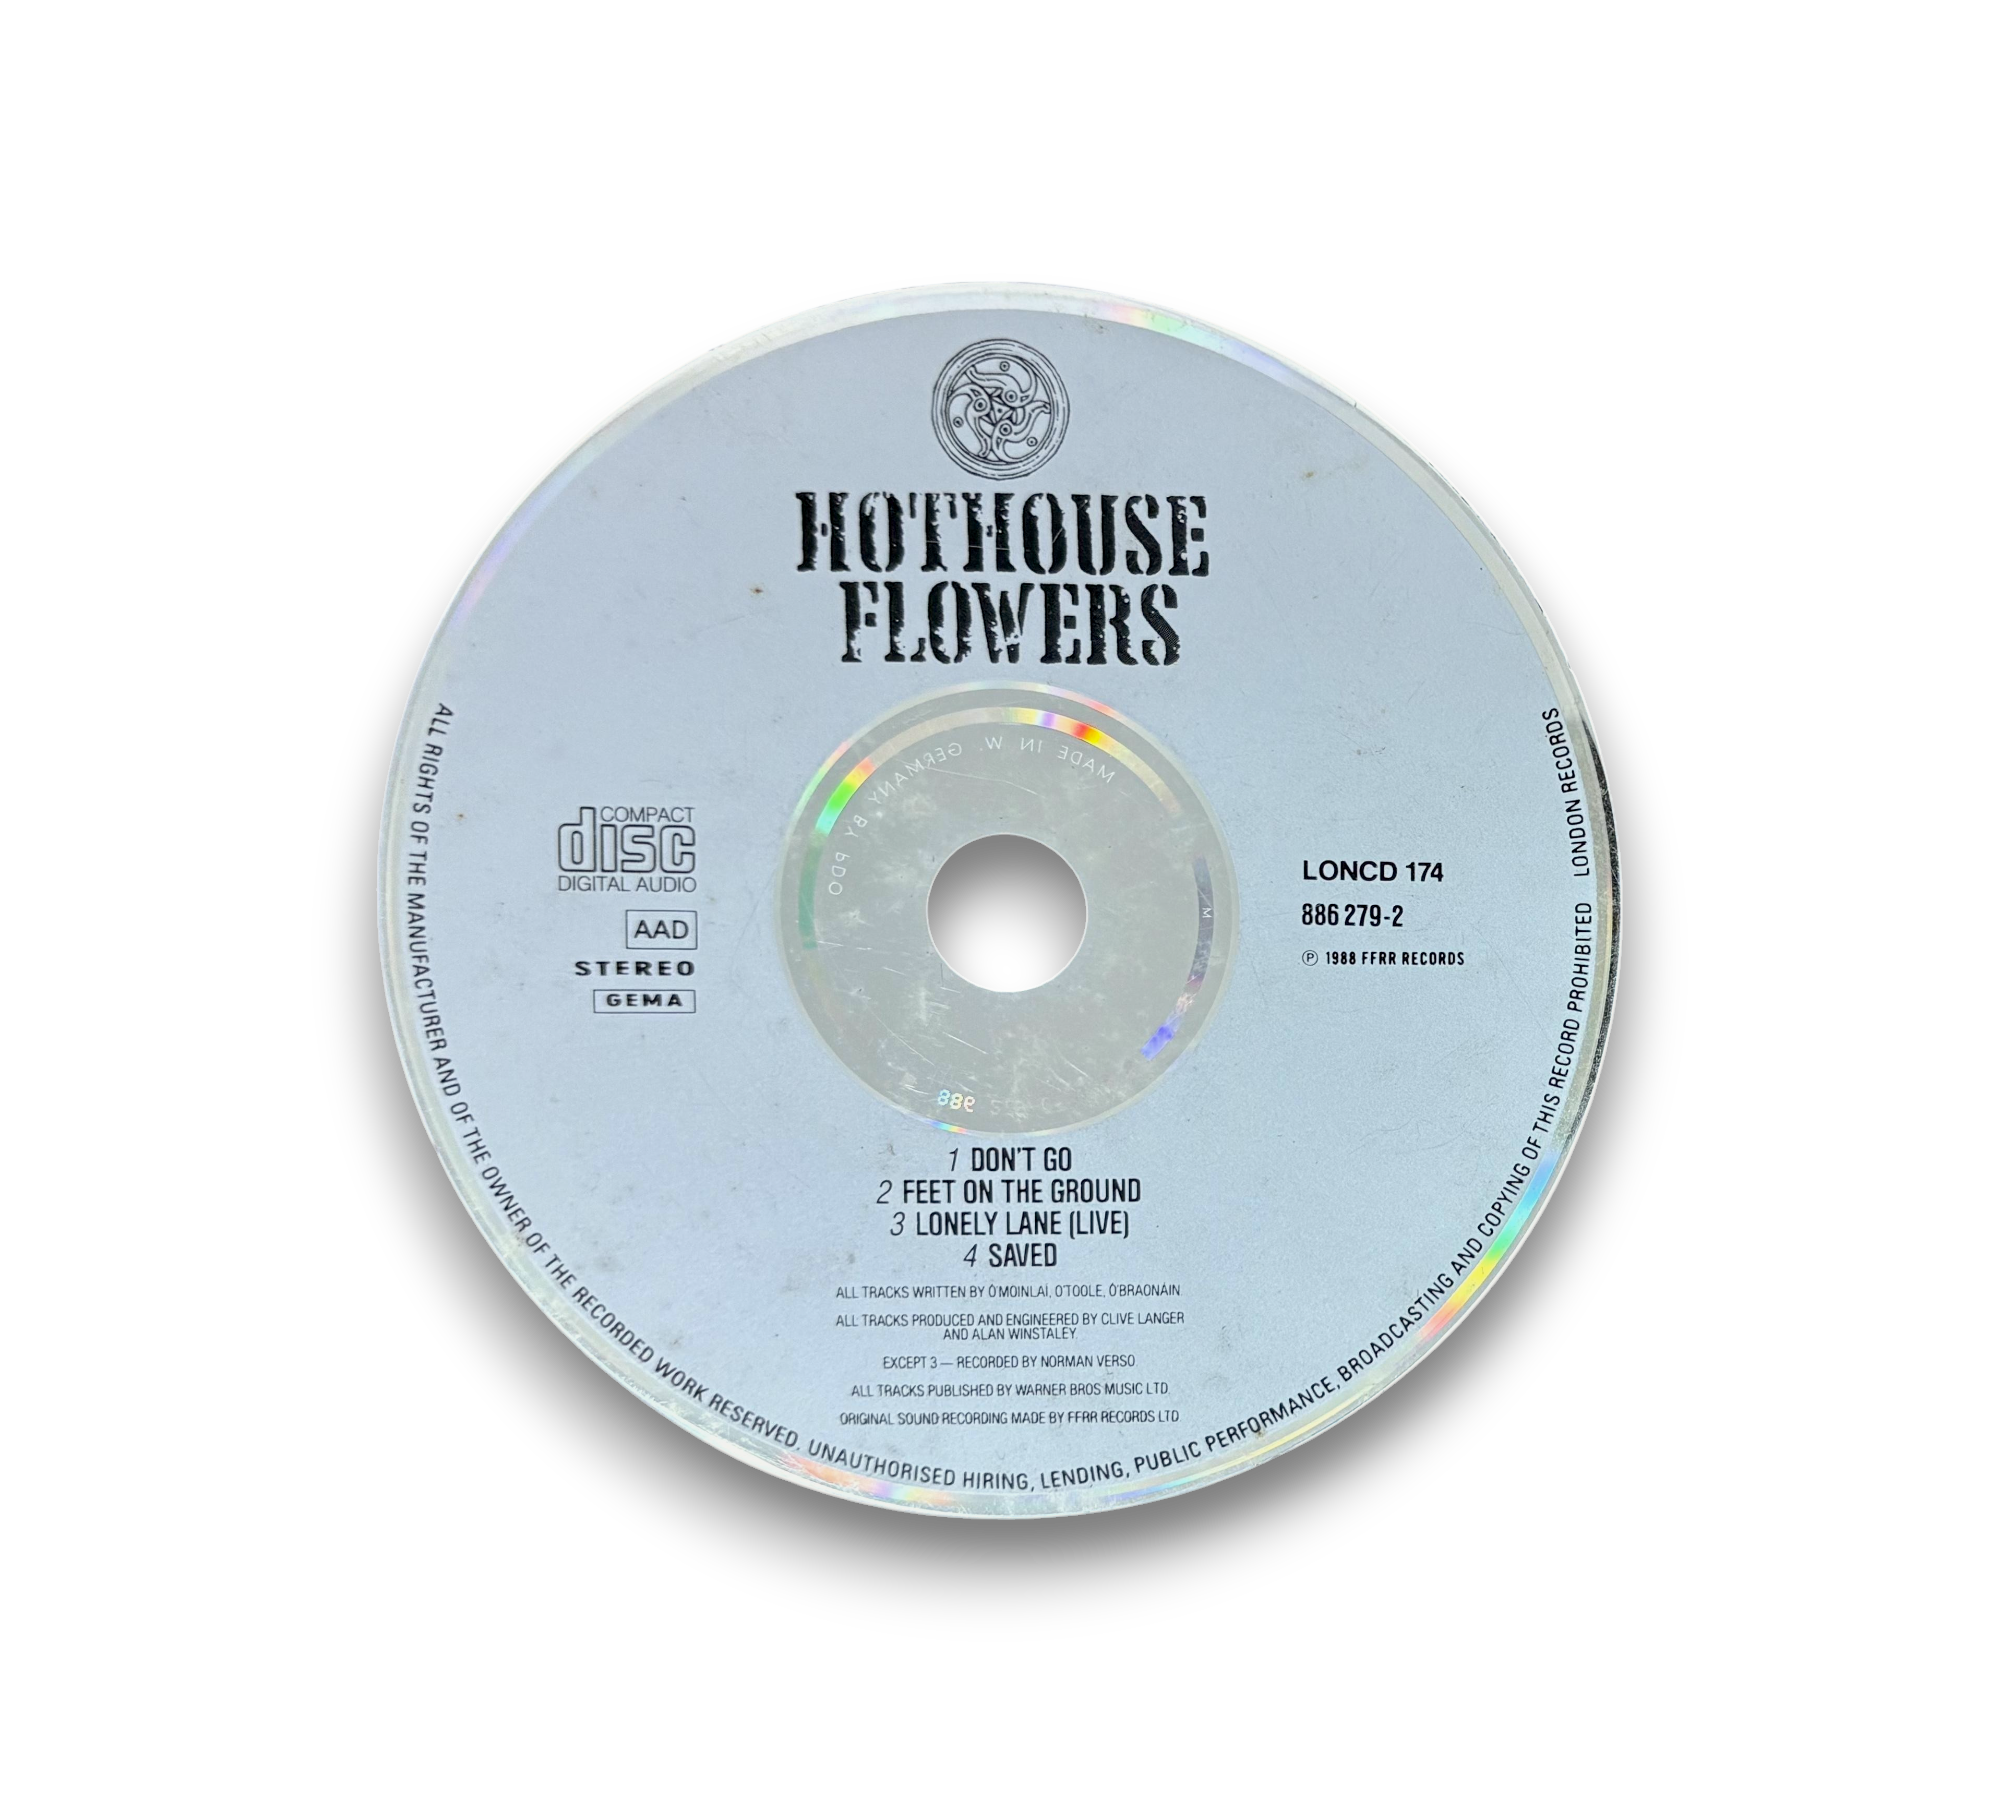 HOTHOUSE
FLOWERS
MADE IN W. GERMANY BY PDO
COMPACT
disc
DIGITAL AUDIO
AAD
STEREO
GEMA
LONCD 174
886 279-2
℗ 1988 FFRR RECORDS
1 DON'T GO
2 FEET ON THE GROUND
3 LONELY LANE (LIVE)
4 SAVED
ALL TRACKS WRITTEN BY Ó'MOINLAÍ, O'TOOLE, Ó'BRAONÁIN
ALL TRACKS PRODUCED AND ENGINEERED BY CLIVE LANGER
AND ALAN WINSTALEY
EXCEPT 3 — RECORDED BY NORMAN VERSO
ALL TRACKS PUBLISHED BY WARNER BROS MUSIC LTD
ORIGINAL SOUND RECORDING MADE BY FFRR RECORDS LTD
ALL RIGHTS OF THE MANUFACTURER AND OF THE OWNER OF THE RECORDED WORK RESERVED. UNAUTHORISED HIRING, LENDING, PUBLIC PERFORMANCE, BROADCASTING AND COPYING OF THIS RECORD PROHIBITED LONDON RECORDS